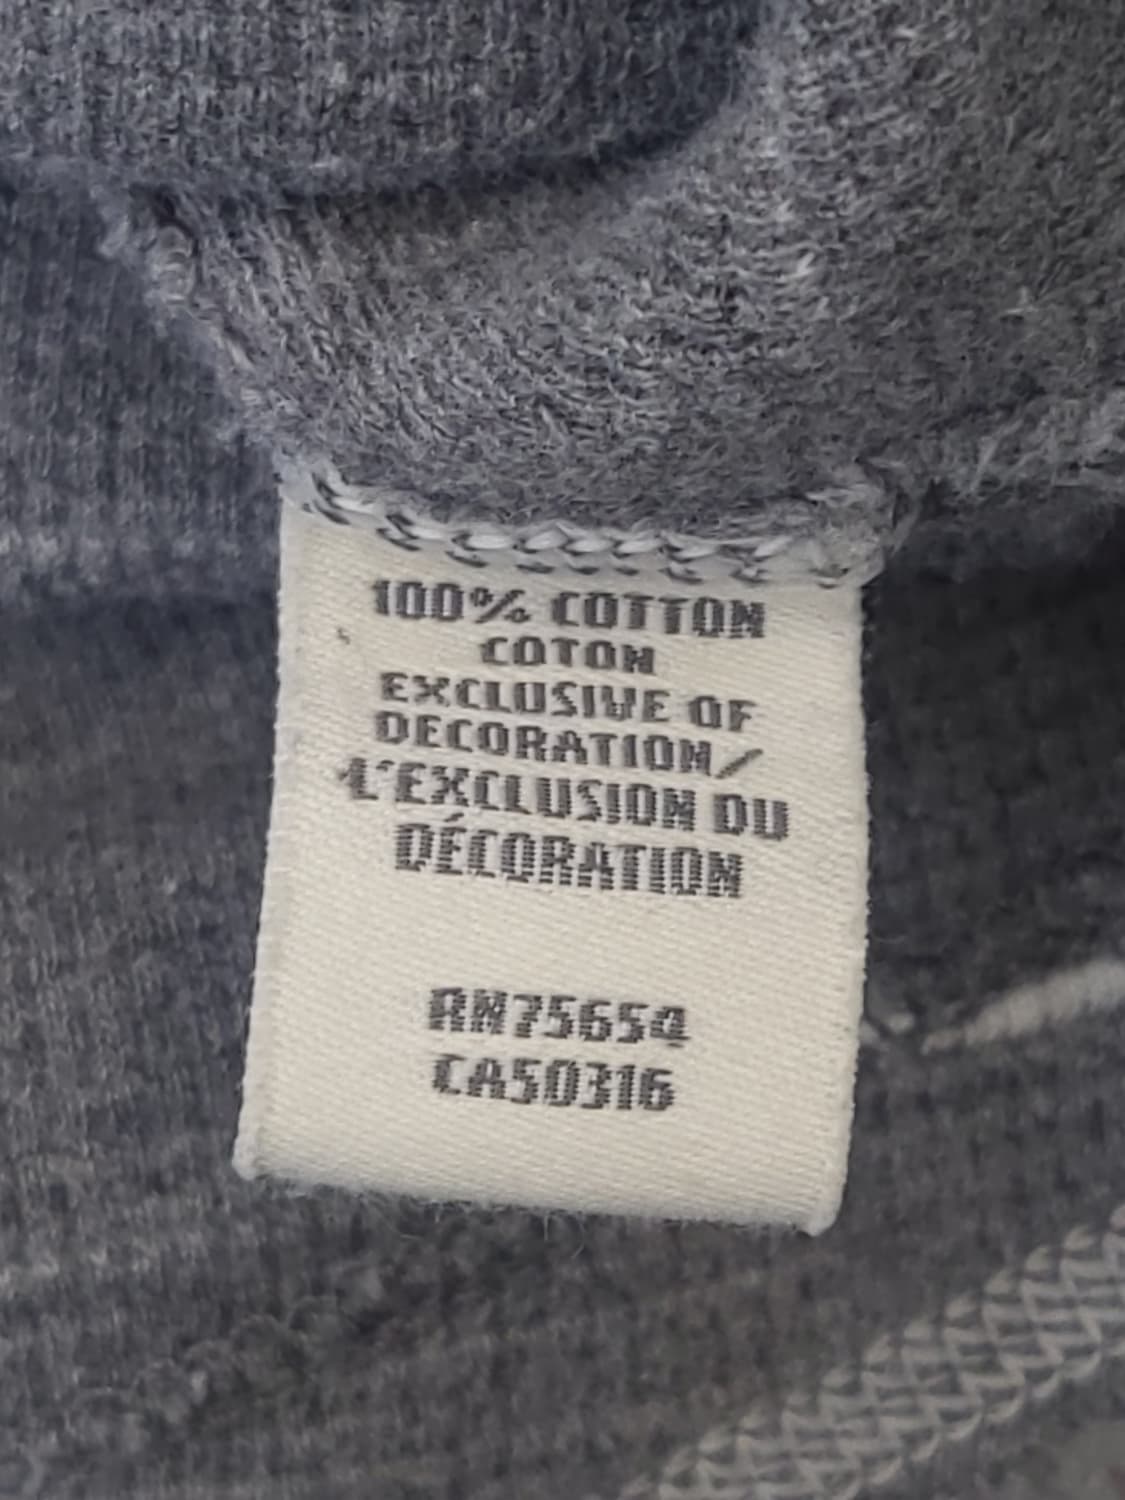 100% COTTON
COTON
EXCLUSIVE OF
DECORATION/
L'EXCLUSION DU
DÉCORATION
RN75654
CA50316